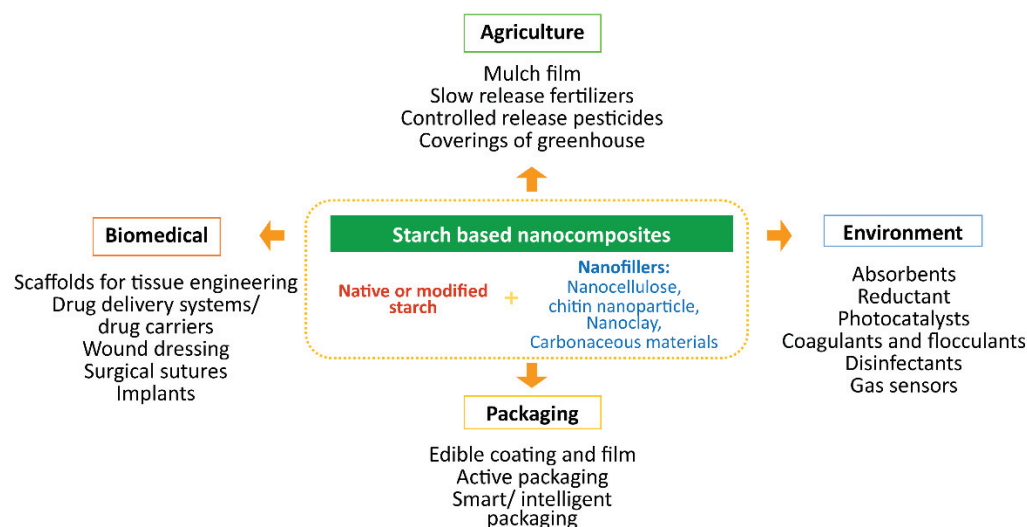 Agriculture
Mulch film
Slow release fertilizers
Controlled release pesticides
Coverings of greenhouse
Biomedical
Scaffolds for tissue engineering
Drug delivery systems/
drug carriers
Wound dressing
Surgical sutures
Implants
Starch based nanocomposites
Native or modified
starch
+
Nanofillers:
Nanocellulose,
chitin nanoparticle,
Nanoclay,
Carbonaceous materials
Environment
Absorbents
Reductant
Photocatalysts
Coagulants and flocculants
Disinfectants
Gas sensors
Packaging
Edible coating and film
Active packaging
Smart/ intelligent
packaging